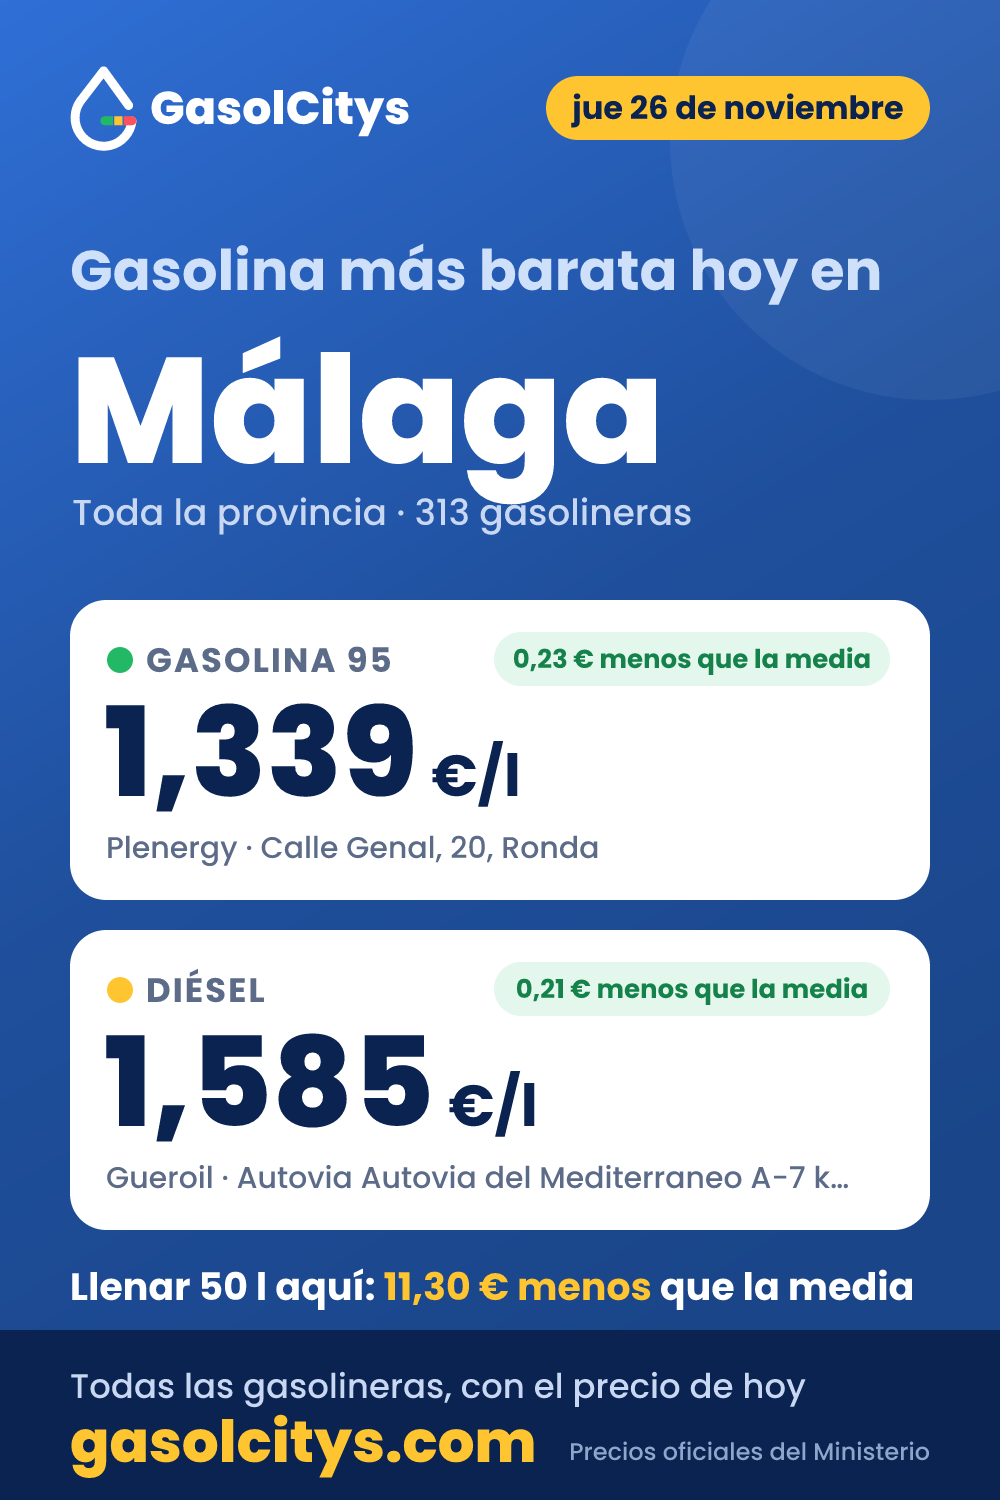 GasolCitys
jue 26 de noviembre
Gasolina más barata hoy en
Málaga
Toda la provincia · 313 gasolineras
GASOLINA 95
0,23 € menos que la media
1,339 €/l
Plenergy · Calle Genal, 20, Ronda
DIÉSEL
0,21 € menos que la media
1,585 €/l
Gueroil · Autovia Autovia del Mediterraneo A-7 k...
Llenar 50 l aquí: 11,30 € menos que la media
Todas las gasolineras, con el precio de hoy
gasolcitys.com
Precios oficiales del Ministerio